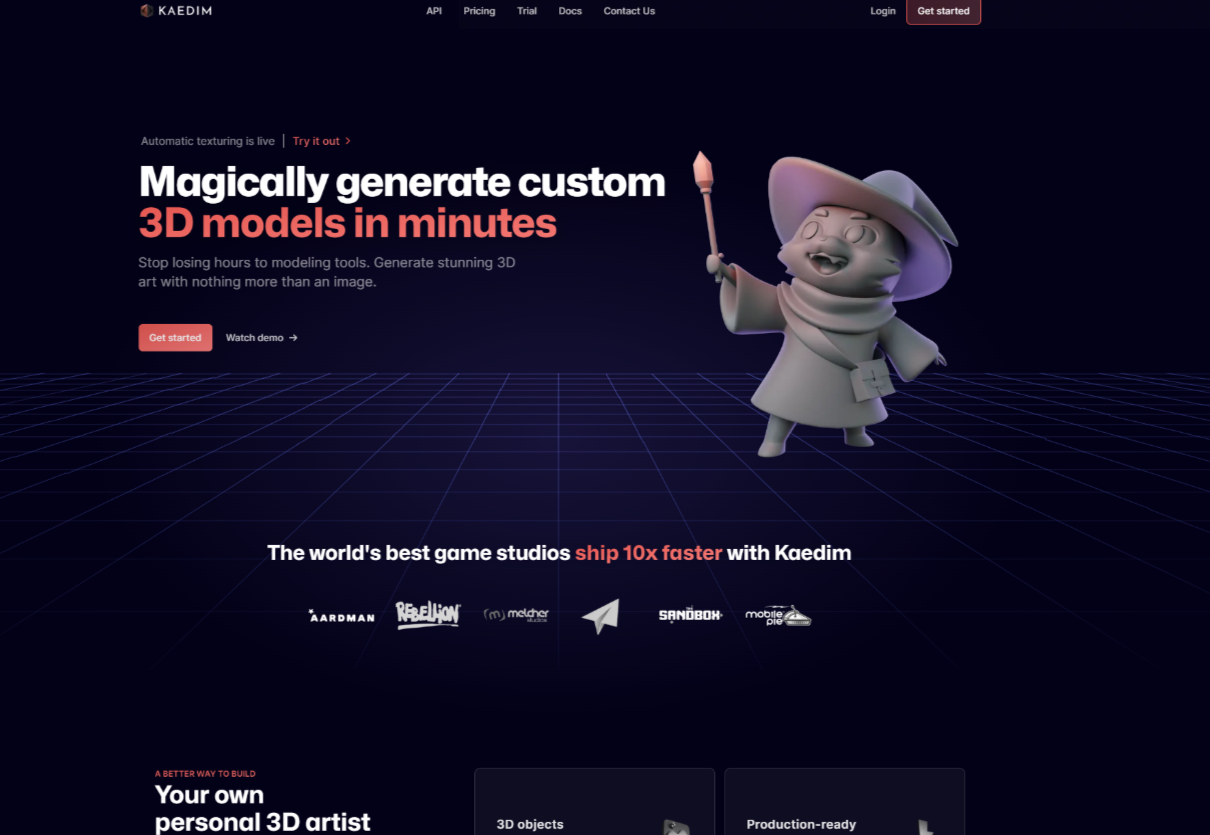 KAEDIM
API Pricing Trial Docs Contact Us
Login Get started
Automatic texturing is live | Try it out >
Magically generate custom
3D models in minutes
Stop losing hours to modeling tools. Generate stunning 3D
art with nothing more than an image.
Get started Watch demo →
The world's best game studios ship 10x faster with Kaedim
AARDMAN
REBELLION
(m) melcher studios
THE SANDBOX
mobile pie
A BETTER WAY TO BUILD
Your own
personal 3D artist
3D objects
Production-ready